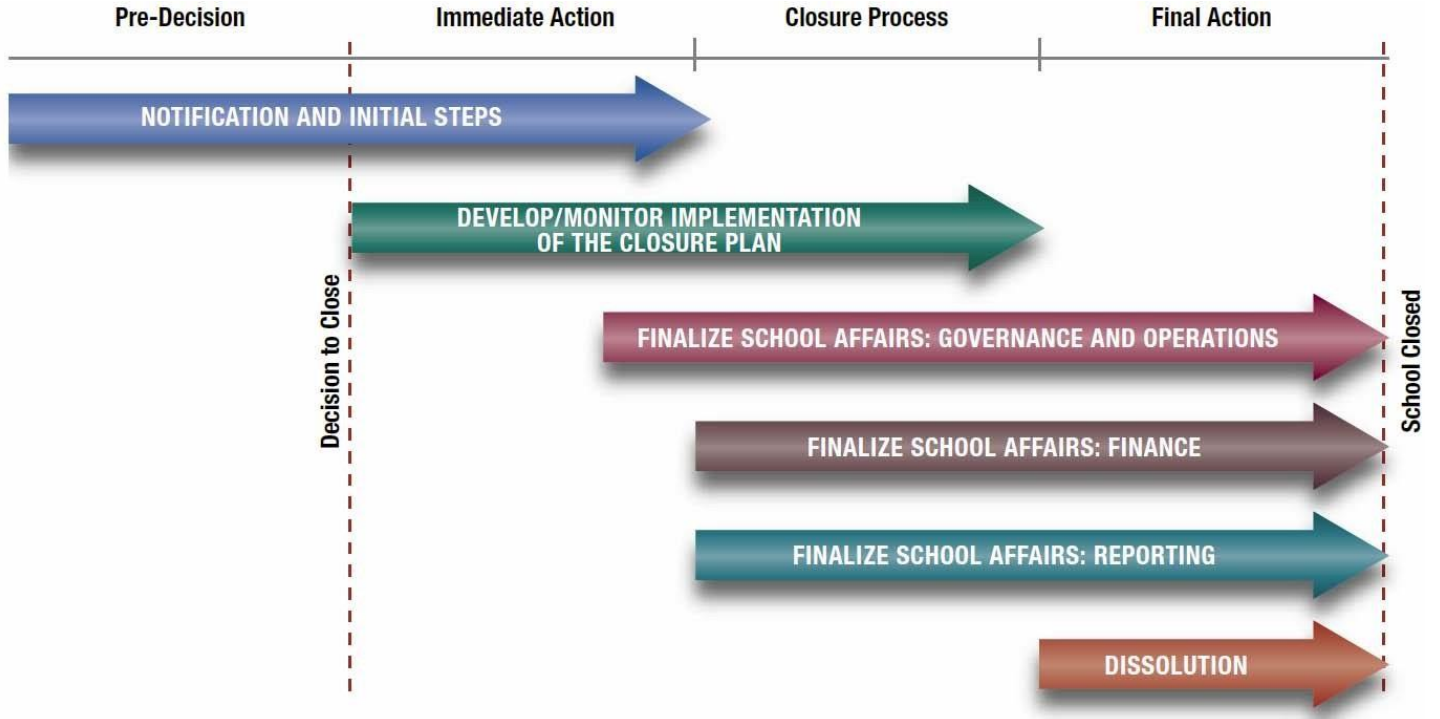 Pre-Decision
Immediate Action
Closure Process
Final Action
NOTIFICATION AND INITIAL STEPS
DEVELOP/MONITOR IMPLEMENTATION
OF THE CLOSURE PLAN
Decision to Close
FINALIZE SCHOOL AFFAIRS: GOVERNANCE AND OPERATIONS
School Closed
FINALIZE SCHOOL AFFAIRS: FINANCE
FINALIZE SCHOOL AFFAIRS: REPORTING
DISSOLUTION